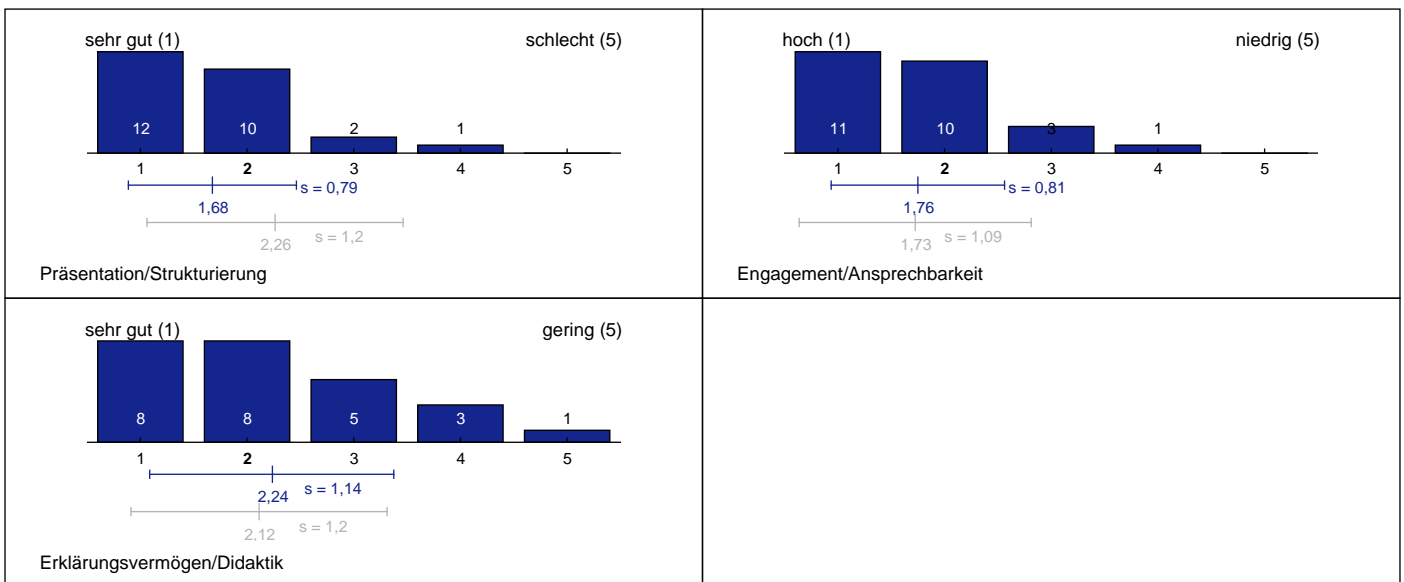 sehr gut (1) schlecht (5)
12 10 2 1
1 2 3 4 5
s = 0,79
1,68
s = 1,2
2,26
Präsentation/Strukturierung
hoch (1) niedrig (5)
11 10 3 1
1 2 3 4 5
s = 0,81
1,76
s = 1,09
1,73
Engagement/Ansprechbarkeit
sehr gut (1) gering (5)
8 8 5 3 1
1 2 3 4 5
s = 1,14
2,24
s = 1,2
2,12
Erklärungsvermögen/Didaktik